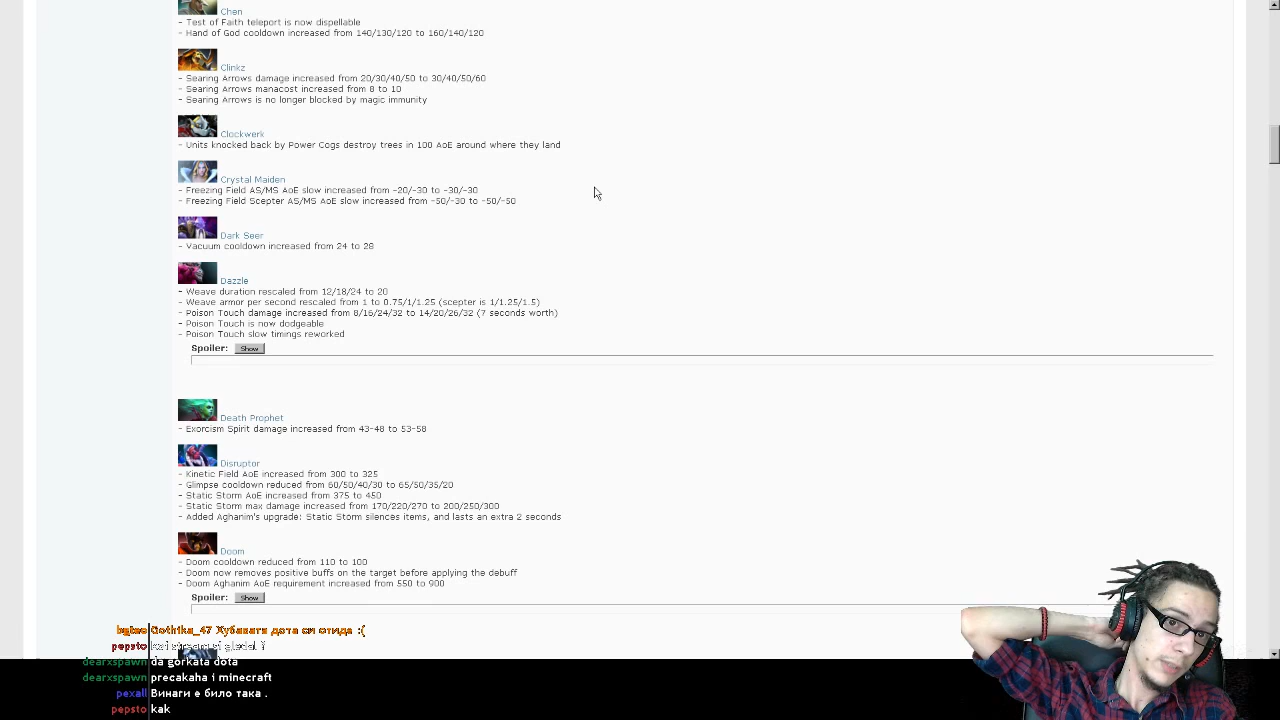 Chen
- Test of Faith teleport is now dispellable
- Hand of God cooldown increased from 140/130/120 to 160/140/120
Clinkz
- Searing Arrows damage increased from 20/30/40/50 to 30/40/50/60
- Searing Arrows manacost increased from 8 to 10
- Searing Arrows is no longer blocked by magic immunity
Clockwerk
- Units knocked back by Power Cogs destroy trees in 100 AoE around where they land
Crystal Maiden
- Freezing Field AS/MS AoE slow increased from -20/-30 to -30/-30
- Freezing Field Scepter AS/MS AoE slow increased from -50/-30 to -50/-50
Dark Seer
- Vacuum cooldown increased from 24 to 28
Dazzle
- Weave duration rescaled from 12/18/24 to 20
- Weave armor per second rescaled from 1 to 0.75/1/1.25 (scepter is 1/1.25/1.5)
- Poison Touch damage increased from 8/16/24/32 to 14/20/26/32 (7 seconds worth)
- Poison Touch is now dodgeable
- Poison Touch slow timings reworked
Spoiler: Show
Death Prophet
- Exorcism Spirit damage increased from 43-48 to 53-58
Disruptor
- Kinetic Field AoE increased from 300 to 325
- Glimpse cooldown reduced from 60/50/40/30 to 65/50/35/20
- Static Storm AoE increased from 375 to 450
- Static Storm max damage increased from 170/220/270 to 200/250/300
- Added Aghanim's upgrade: Static Storm silences items, and lasts an extra 2 seconds
Doom
- Doom cooldown reduced from 110 to 100
- Doom now removes positive buffs on the target before applying the debuff
- Doom Aghanim AoE requirement increased from 550 to 900
Spoiler: Show
Gothika_47 Хубавата дота си отиде :(
pepsto
dearxspawn da gorkata dota
dearxspawn precakaha i minecraft
pexall Винаги е било така .
pepsto kak